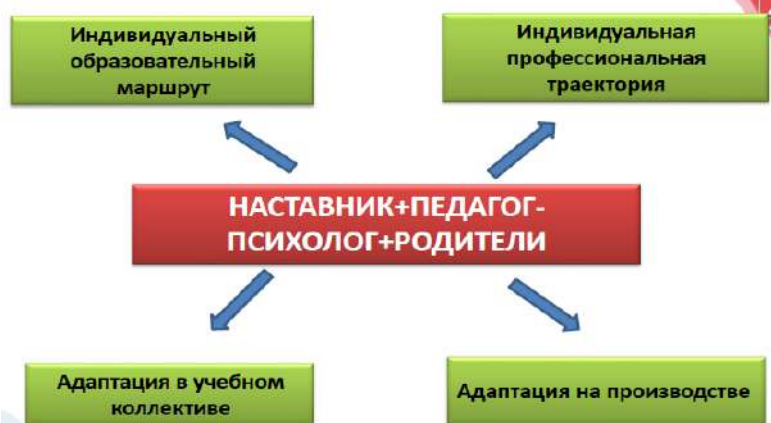 Индивидуальный
образовательный
маршрут
Индивидуальная
профессиональная
траектория
НАСТАВНИК+ПЕДАГОГ-
ПСИХОЛОГ+РОДИТЕЛИ
Адаптация в учебном
коллективе
Адаптация на производстве